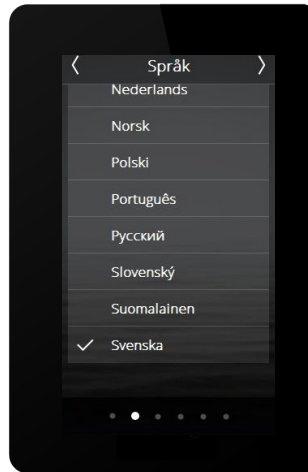 Språk
Nederlands
Norsk
Polski
Português
Русский
Slovenský
Suomalainen
Svenska